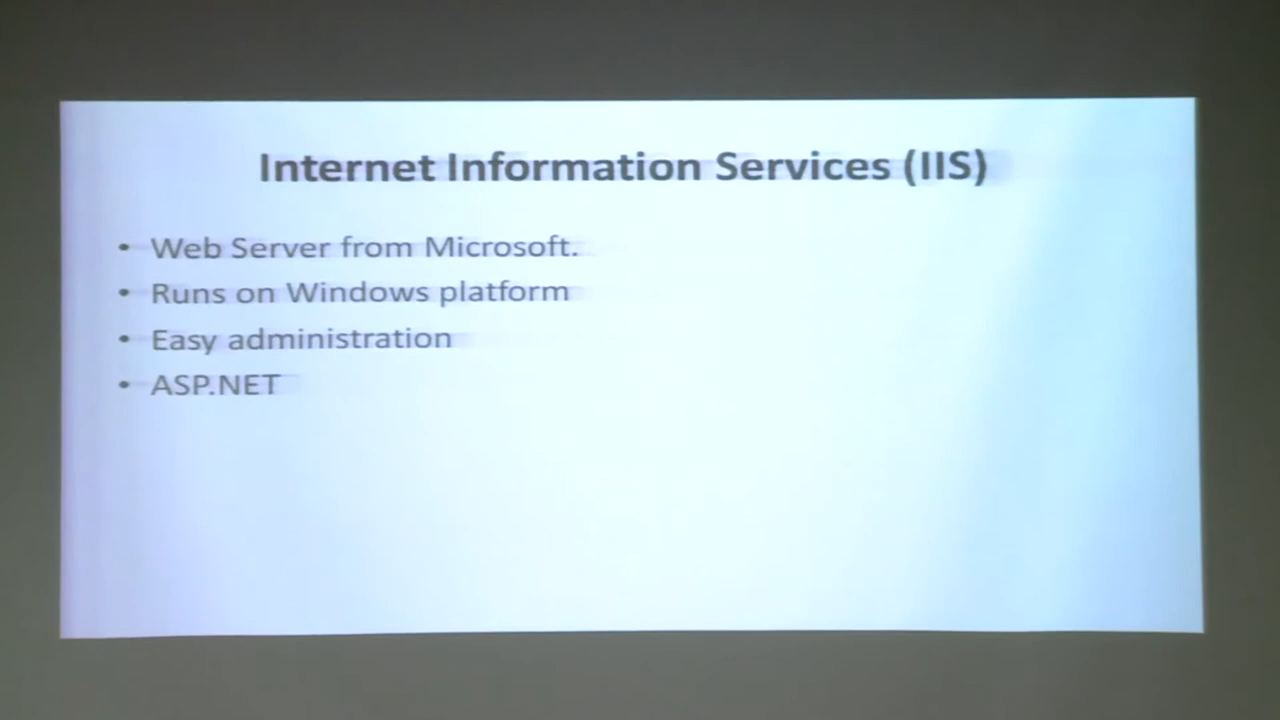 Internet Information Services (IIS)
• Web Server from Microsoft.
• Runs on Windows platform
• Easy administration
• ASP.NET